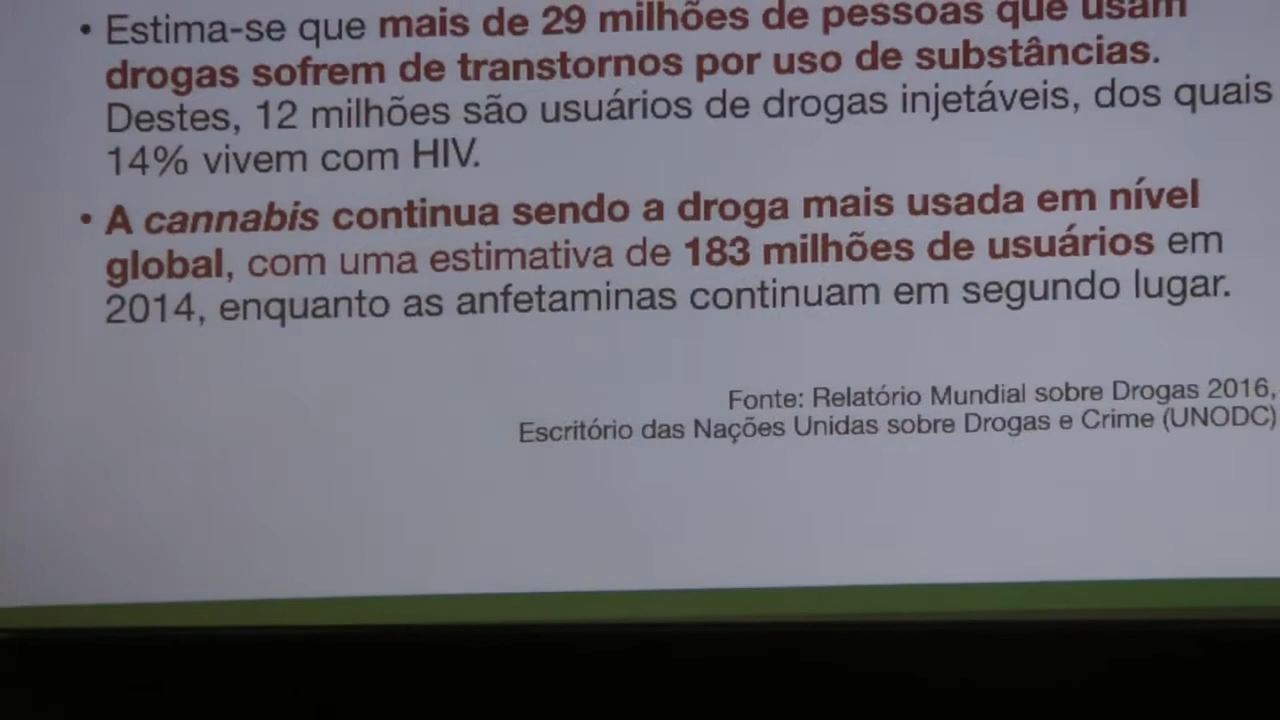 • Estima-se que mais de 29 milhões de pessoas que usam
drogas sofrem de transtornos por uso de substâncias.
Destes, 12 milhões são usuários de drogas injetáveis, dos quais
14% vivem com HIV.
• A cannabis continua sendo a droga mais usada em nível
global, com uma estimativa de 183 milhões de usuários em
2014, enquanto as anfetaminas continuam em segundo lugar.
Fonte: Relatório Mundial sobre Drogas 2016,
Escritório das Nações Unidas sobre Drogas e Crime (UNODC)